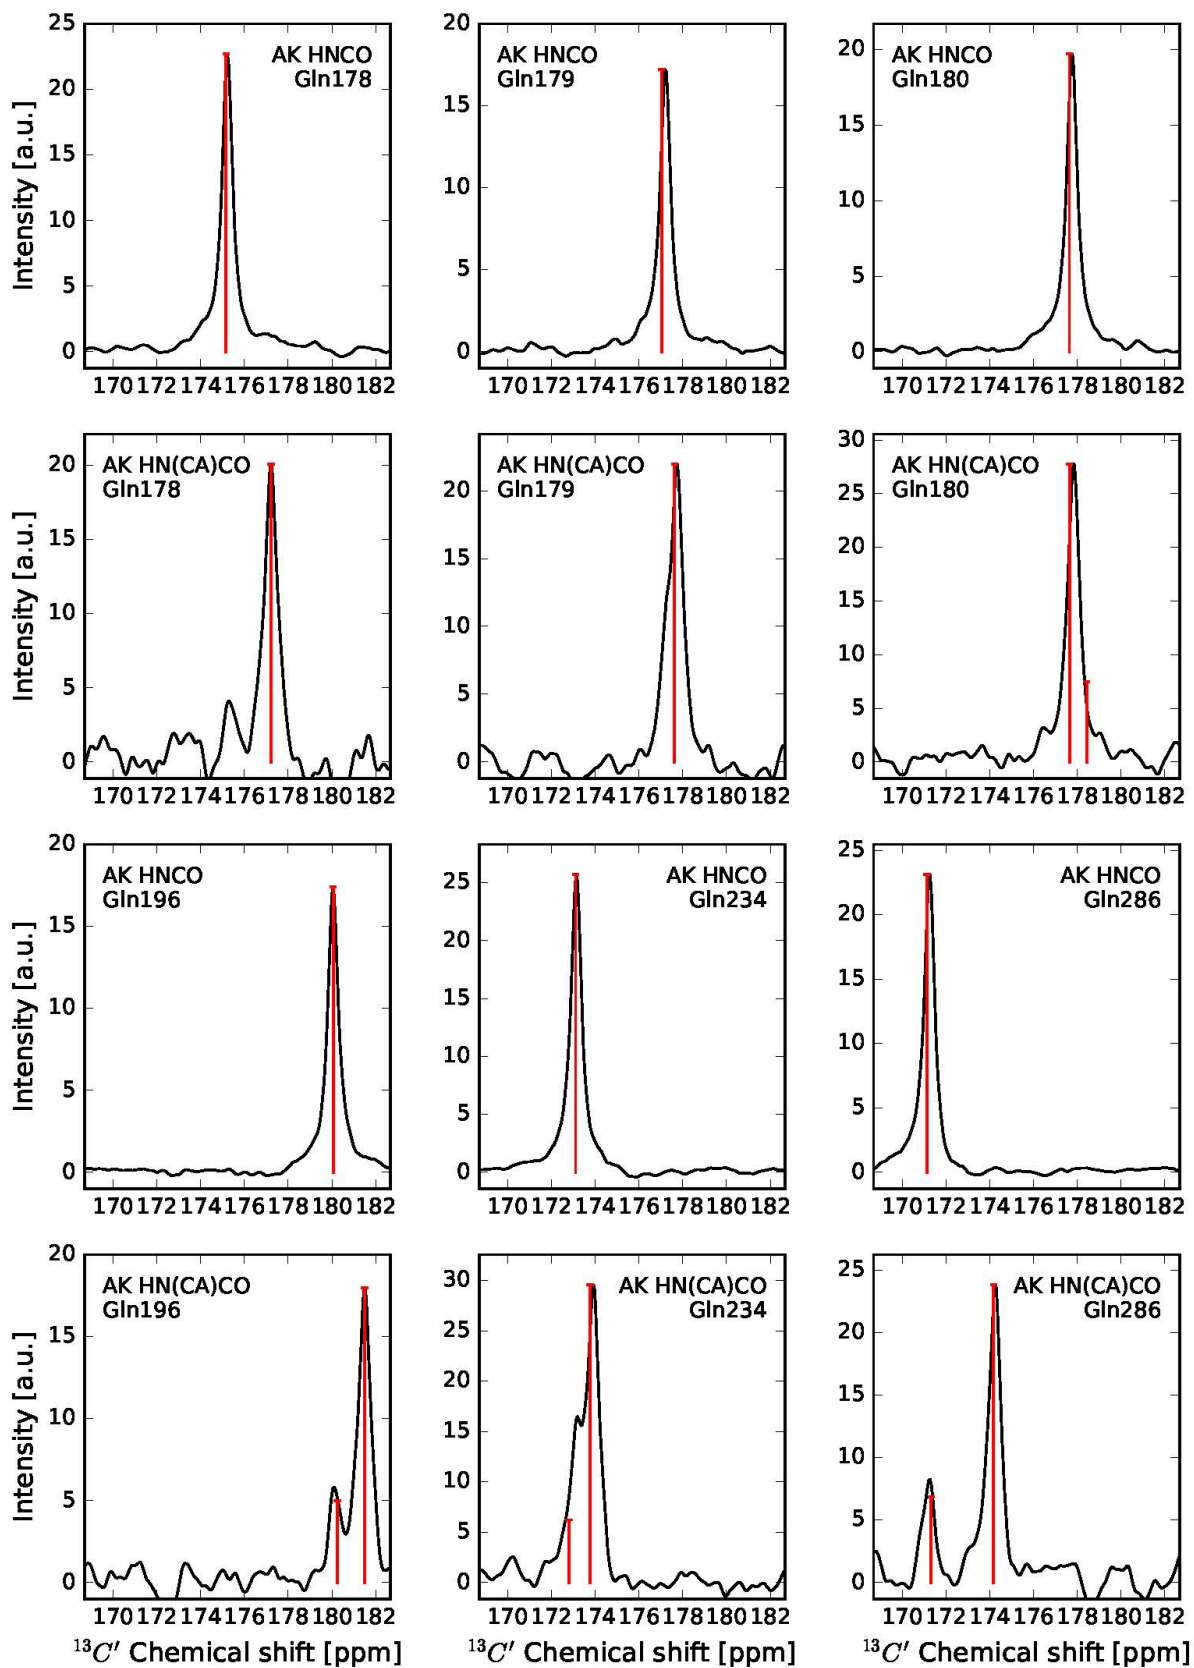 25
20
15
10
5
0
Intensity [a.u.]
AK HNCO
Gln178
170 172 174 176 178 180 182
20
15
10
5
0
AK HNCO
Gln179
170 172 174 176 178 180 182
20
15
10
5
0
AK HNCO
Gln180
170 172 174 176 178 180 182
20
15
10
5
0
Intensity [a.u.]
AK HN(CA)CO
Gln178
170 172 174 176 178 180 182
20
15
10
5
0
AK HN(CA)CO
Gln179
170 172 174 176 178 180 182
30
25
20
15
10
5
0
AK HN(CA)CO
Gln180
170 172 174 176 178 180 182
20
15
10
5
0
Intensity [a.u.]
AK HNCO
Gln196
170 172 174 176 178 180 182
25
20
15
10
5
0
AK HNCO
Gln234
170 172 174 176 178 180 182
25
20
15
10
5
0
AK HNCO
Gln286
170 172 174 176 178 180 182
20
15
10
5
0
Intensity [a.u.]
AK HN(CA)CO
Gln196
170 172 174 176 178 180 182
¹³C′ Chemical shift [ppm]
30
25
20
15
10
5
0
AK HN(CA)CO
Gln234
170 172 174 176 178 180 182
¹³C′ Chemical shift [ppm]
25
20
15
10
5
0
AK HN(CA)CO
Gln286
170 172 174 176 178 180 182
¹³C′ Chemical shift [ppm]